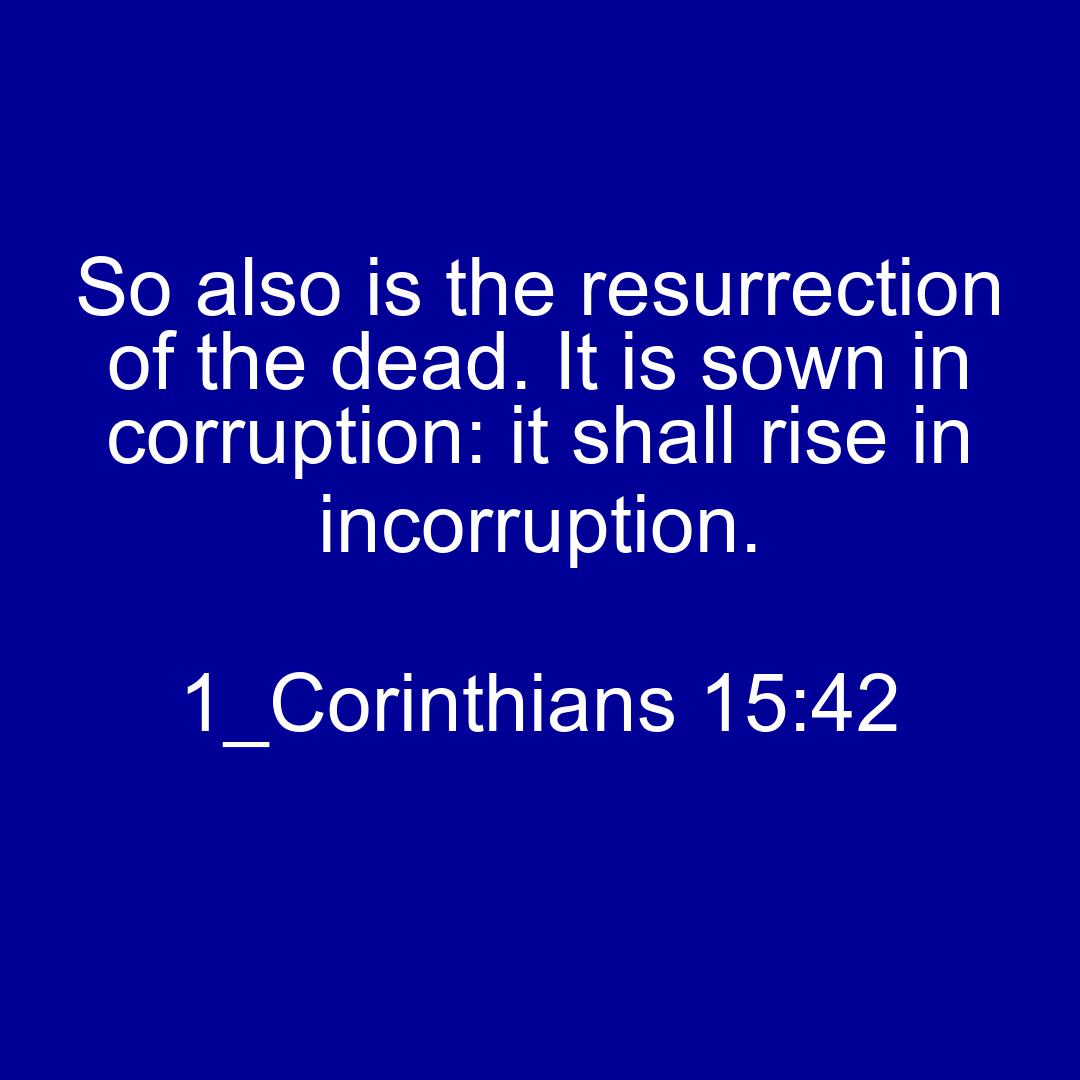 So also is the resurrection
of the dead. It is sown in
corruption: it shall rise in
incorruption.
1_Corinthians 15:42